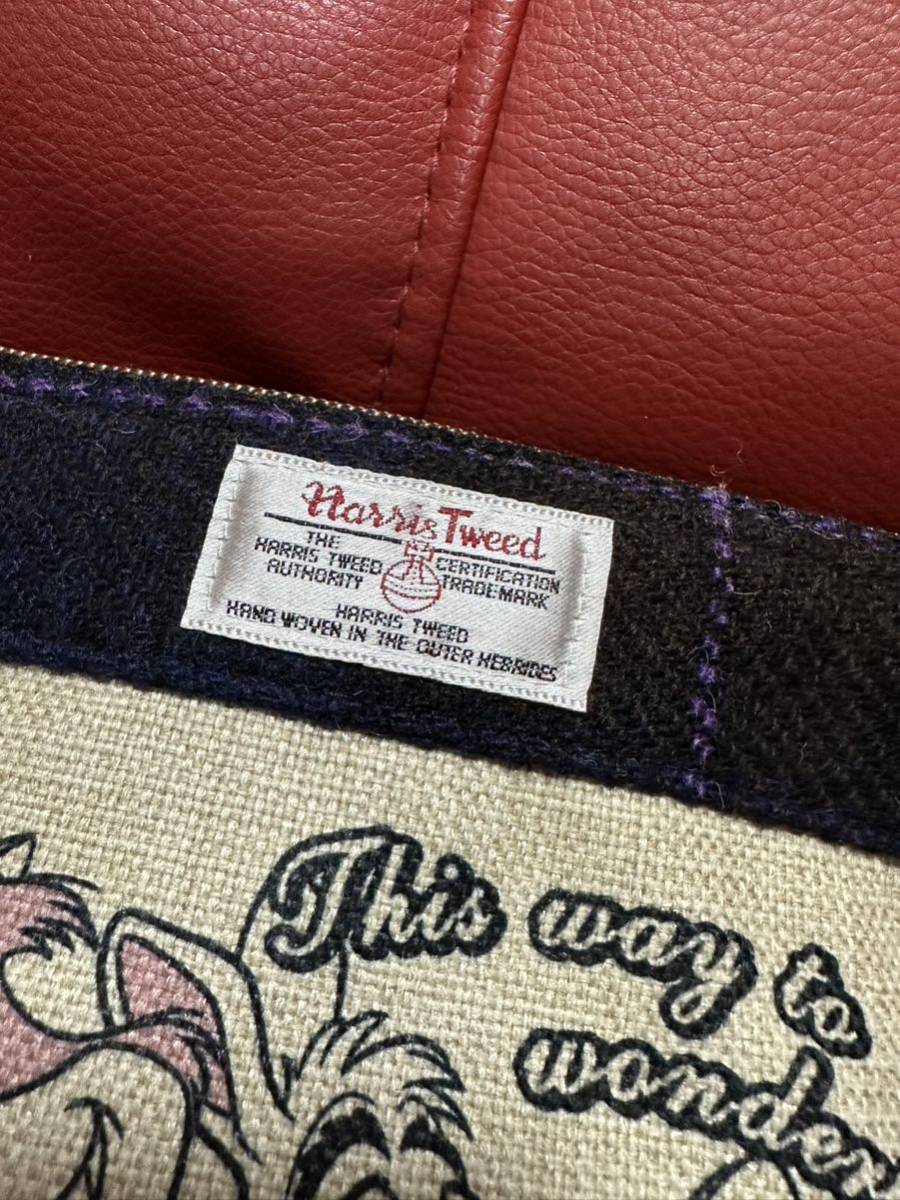 Harris Tweed
THE HARRIS TWEED AUTHORITY
CERTIFICATION TRADEMARK
HARRIS TWEED
HAND WOVEN IN THE OUTER HEBRIDES
This way to
wonder